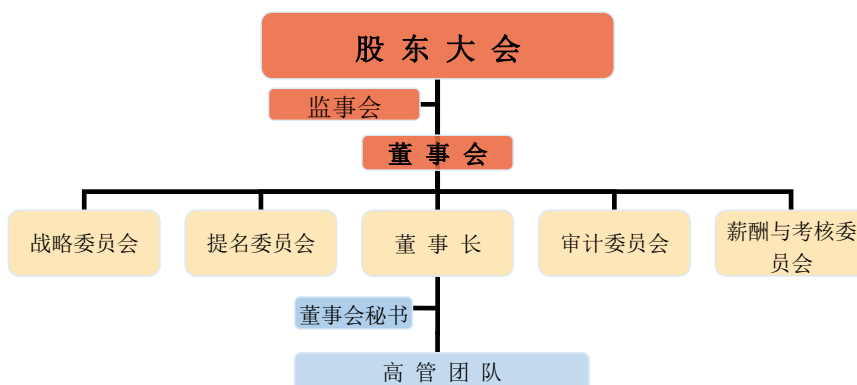 股东大会
监事会
董事会
战略委员会
提名委员会
董事长
审计委员会
薪酬与考核委
员会
董事会秘书
高管团队